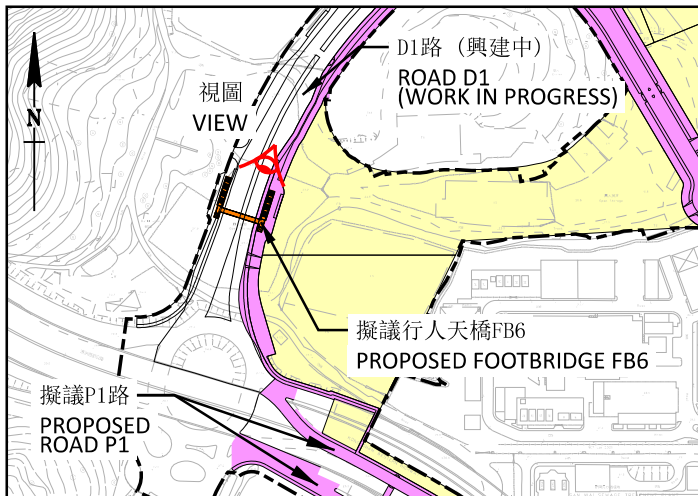 D1路 (興建中)
ROAD D1
(WORK IN PROGRESS)
視圖
VIEW
N
擬議行人天橋FB6
PROPOSED FOOTBRIDGE FB6
擬議P1路
PROPOSED
ROAD P1